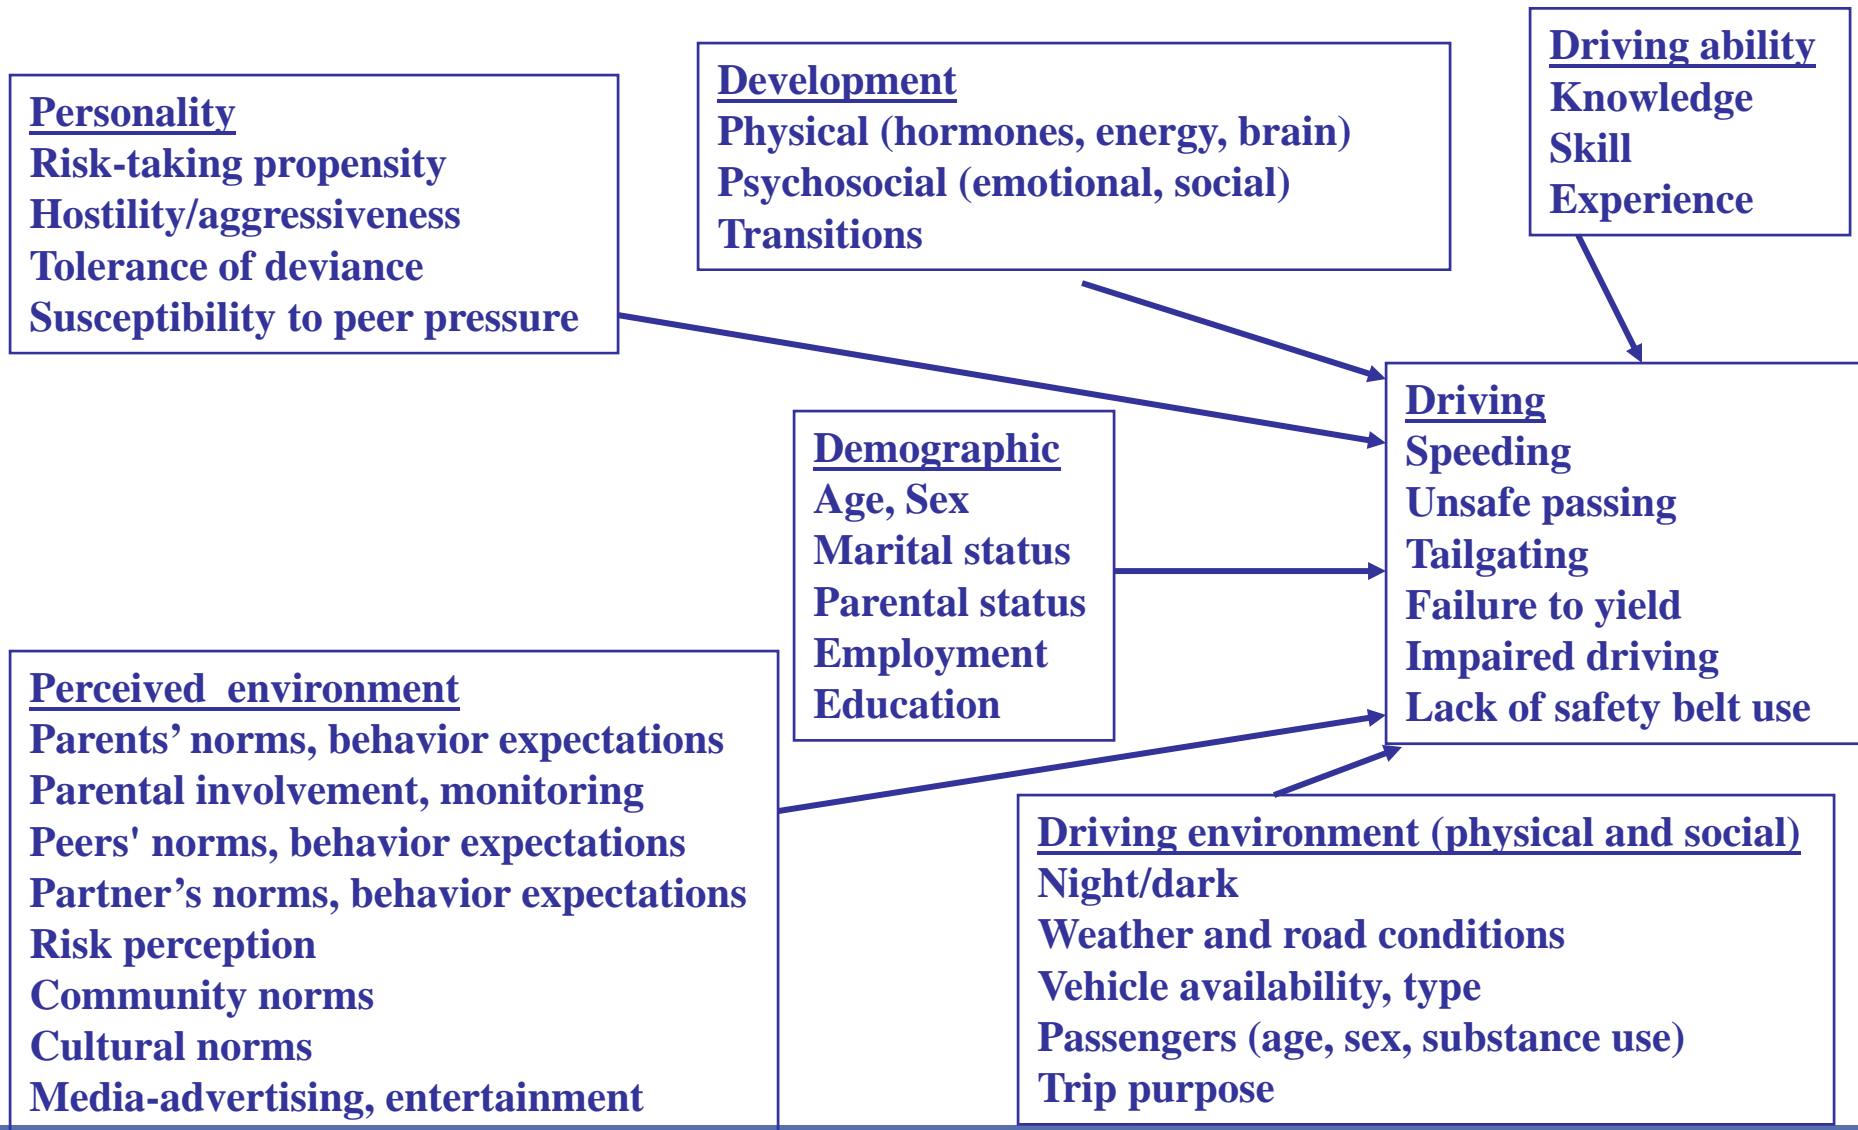 Personality
Risk-taking propensity
Hostility/aggressiveness
Tolerance of deviance
Susceptibility to peer pressure
Development
Physical (hormones, energy, brain)
Psychosocial (emotional, social)
Transitions
Driving ability
Knowledge
Skill
Experience
Demographic
Age, Sex
Marital status
Parental status
Employment
Education
Driving
Speeding
Unsafe passing
Tailgating
Failure to yield
Impaired driving
Lack of safety belt use
Perceived  environment
Parents’ norms, behavior expectations
Parental involvement, monitoring
Peers' norms, behavior expectations
Partner’s norms, behavior expectations
Risk perception
Community norms
Cultural norms
Media-advertising, entertainment
Driving environment (physical and social)
Night/dark
Weather and road conditions
Vehicle availability, type
Passengers (age, sex, substance use)
Trip purpose